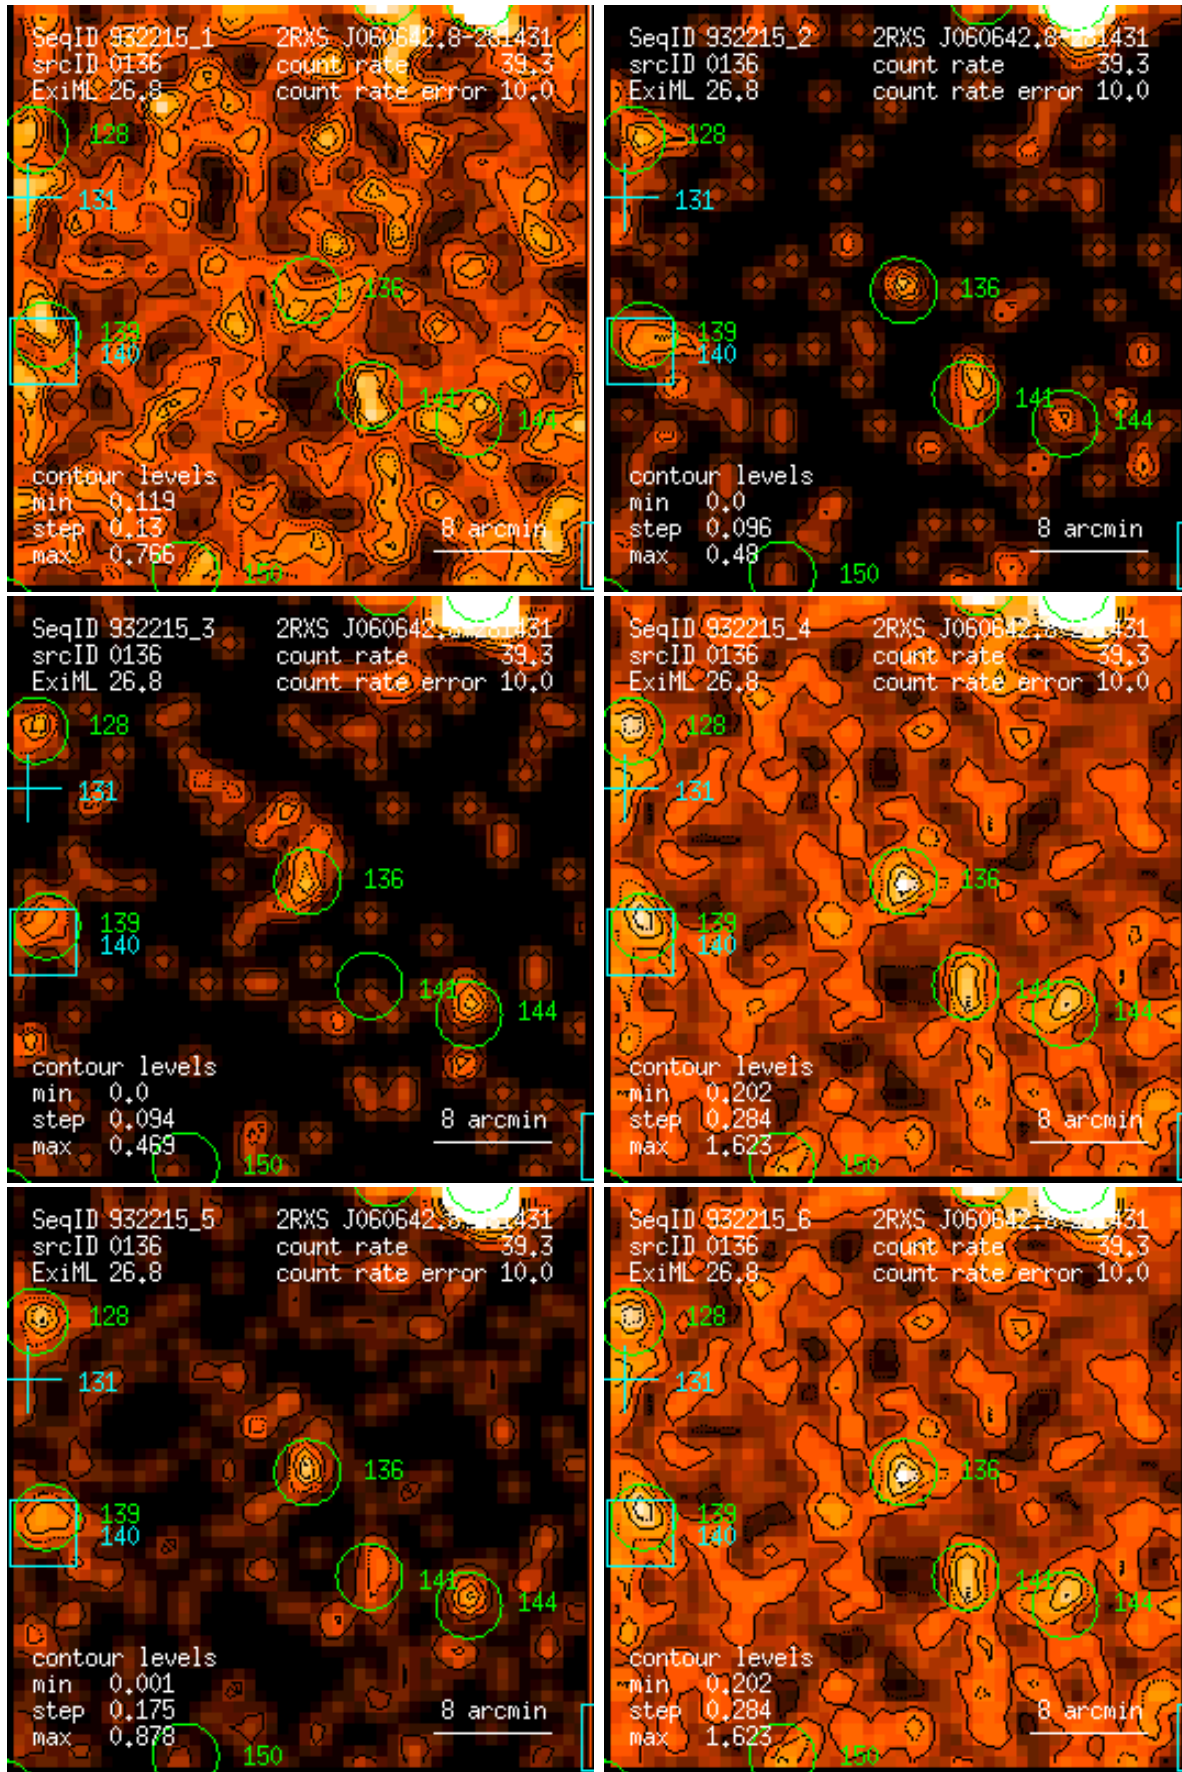 SeqID 932215_1 2RXS J060642.8-281431
srcID 0136 count rate 39.3
ExiML 26.8 count rate error 10.0
128
131
136
139
140
141
144
contour levels
min 0.119
step 0.13
max 0.766
8 arcmin
150
SeqID 932215_2 2RXS J060642.8-281431
srcID 0136 count rate 39.3
ExiML 26.8 count rate error 10.0
128
131
136
139
140
141
144
contour levels
min 0.0
step 0.096
max 0.48
8 arcmin
150
SeqID 932215_3 2RXS J060642.8-281431
srcID 0136 count rate 39.3
ExiML 26.8 count rate error 10.0
128
131
136
139
140
141
144
contour levels
min 0.0
step 0.094
max 0.469
8 arcmin
150
SeqID 932215_4 2RXS J060642.8-281431
srcID 0136 count rate 39.3
ExiML 26.8 count rate error 10.0
128
131
136
139
140
141
144
contour levels
min 0.202
step 0.284
max 1.623
8 arcmin
150
SeqID 932215_5 2RXS J060642.8-281431
srcID 0136 count rate 39.3
ExiML 26.8 count rate error 10.0
128
131
136
139
140
141
144
contour levels
min 0.001
step 0.175
max 0.878
8 arcmin
150
SeqID 932215_6 2RXS J060642.8-281431
srcID 0136 count rate 39.3
ExiML 26.8 count rate error 10.0
128
131
136
139
140
141
144
contour levels
min 0.202
step 0.284
max 1.623
8 arcmin
150